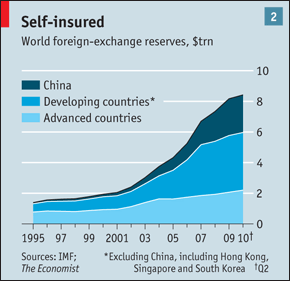 Self-insured
2
World foreign-exchange reserves, $trn
China
Developing countries*
Advanced countries
10
8
6
4
2
0
1995 97 99 2001 03 05 07 09 10†
Sources: IMF;
The Economist
*Excluding China, including Hong Kong,
Singapore and South Korea †Q2